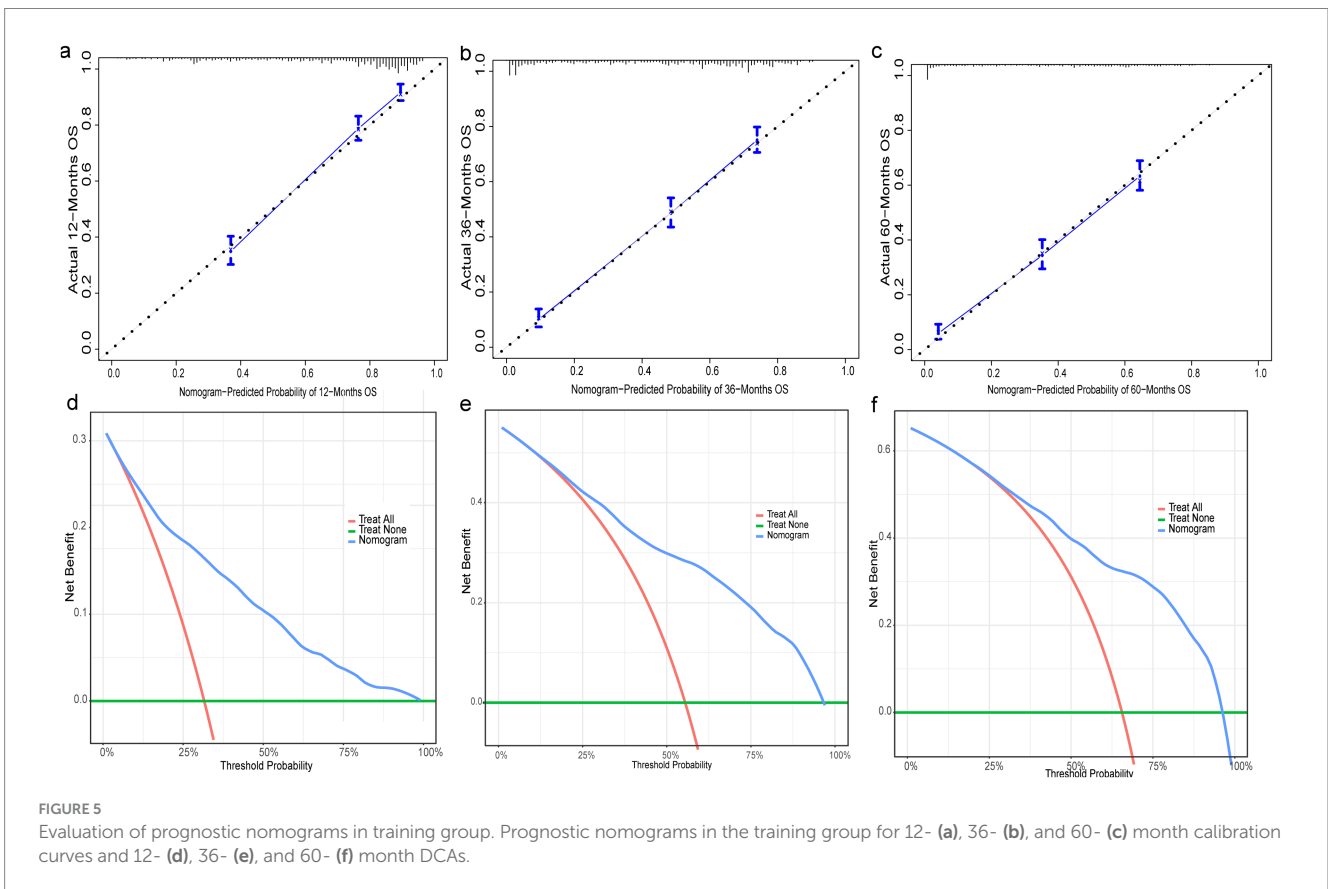 a
1.0
0.8
0.6
0.4
0.2
0.0
Actual 12−Months OS
0.0 0.2 0.4 0.6 0.8 1.0
Nomogram−Predicted Probability of 12−Months OS
b
1.0
0.8
0.6
0.4
0.2
0.0
Actual 36−Months OS
0.0 0.2 0.4 0.6 0.8 1.0
Nomogram−Predicted Probability of 36−Months OS
c
1.0
0.8
0.6
0.4
0.2
0.0
Actual 60−Months OS
0.0 0.2 0.4 0.6 0.8 1.0
Nomogram−Predicted Probability of 60−Months OS
d
0.3
0.2
0.1
0.0
Net Benefit
Treat All
Treat None
Nomogram
0% 25% 50% 75% 100%
Threshold Probability
e
0.4
0.2
0.0
Net Benefit
Treat All
Treat None
Nomogram
0% 25% 50% 75% 100%
Threshold Probability
f
0.6
0.4
0.2
0.0
Net Benefit
Treat All
Treat None
Nomogram
0% 25% 50% 75% 100%
Threshold Probability
FIGURE 5
Evaluation of prognostic nomograms in training group. Prognostic nomograms in the training group for 12- (a), 36- (b), and 60- (c) month calibration
curves and 12- (d), 36- (e), and 60- (f) month DCAs.